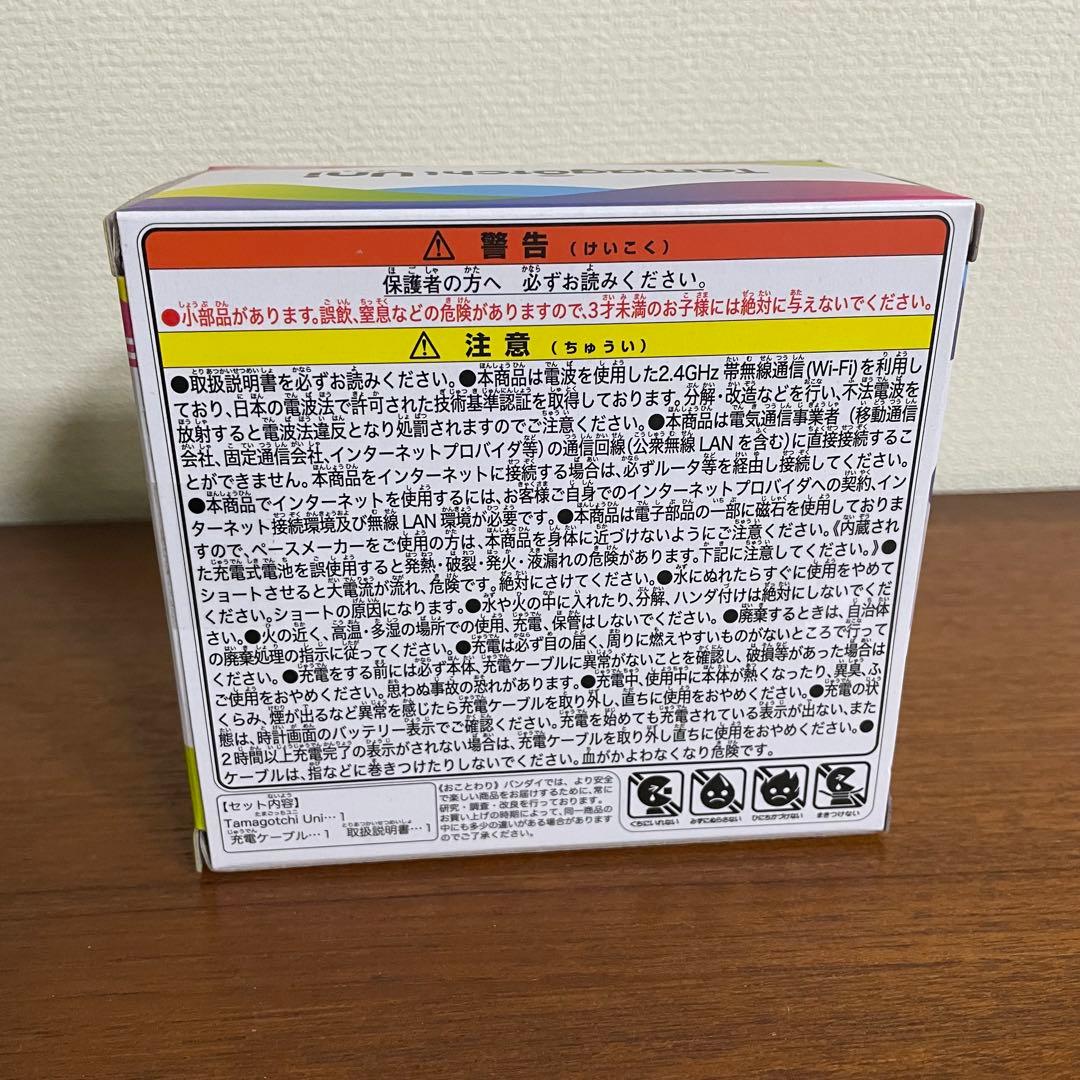 Tamagotchi Uni
⚠ 警告 (けいこく)
保護者の方へ 必ずお読みください。
●小部品があります。誤飲、窒息などの危険がありますので、3才未満のお子様には絶対に与えないでください。
⚠ 注意 (ちゅうい)
●取扱説明書を必ずお読みください。●本商品は電波を使用した2.4GHz 帯無線通信(Wi-Fi)を利用し
ており、日本の電波法で許可された技術基準認証を取得しております。分解・改造などを行い、不法電波を
放射すると電波法違反となり処罰されますのでご注意ください。●本商品は電気通信事業者 (移動通信
会社、固定通信会社、インターネットプロバイダ等) の通信回線(公衆無線 LANを含む)に直接接続するこ
とができません。本商品をインターネットに接続する場合は、必ずルータ等を経由し接続してください。
●本商品でインターネットを使用するには、お客様ご自身でのインターネットプロバイダへの契約、イン
ターネット接続環境及び無線 LAN 環境が必要です。●本商品は電子部品の一部に磁石を使用していま
すので、ペースメーカーをご使用の方は、本商品を身体に近づけないようにご注意ください。《内蔵され
た充電式電池を誤使用すると発熱・破裂・発火・液漏れの危険があります。下記に注意してください。》●
ショートさせると大電流が流れ、危険です。絶対にさけてください。●水にぬれたらすぐに使用をやめて
ください。ショートの原因になります。●水や火の中に入れたり、分解、ハンダ付けは絶対にしないでくだ
さい。●火の近く、高温・多湿の場所での使用、充電、保管はしないでください。●廃棄するときは、自治体
の廃棄処理の指示に従ってください。●充電は必ず目の届く、周りに燃えやすいものがないところで行って
ください。●充電をする前には必ず本体、充電ケーブルに異常がないことを確認し、破損等があった場合は
ご使用をおやめください。思わぬ事故の恐れがあります。●充電中、使用中に本体が熱くなったり、異臭、ふ
くらみ、煙が出るなど異常を感じたら充電ケーブルを取り外し、直ちに使用をおやめください。●充電の状
態は、時計画面のバッテリー表示でご確認ください。充電を始めても充電されている表示が出ない、また
2時間以上充電完了の表示がされない場合は、充電ケーブルを取り外し直ちに使用をおやめください。●
ケーブルは、指などに巻きつけたりしないでください。血がかよわなくなり危険です。
【セット内容】
Tamagotchi Uni…1
充電ケーブル…1 取扱説明書…1
《おことわり》バンダイでは、より安全
で楽しい商品をお届けするために、常に
研究・調査・改良を行っております。
お買い上げの時期によって、同一商品の
中にも多少の違いがある場合があります
のでご了承ください。
くちにいれない みずにぬらさない ひにちかづけない まきつけない